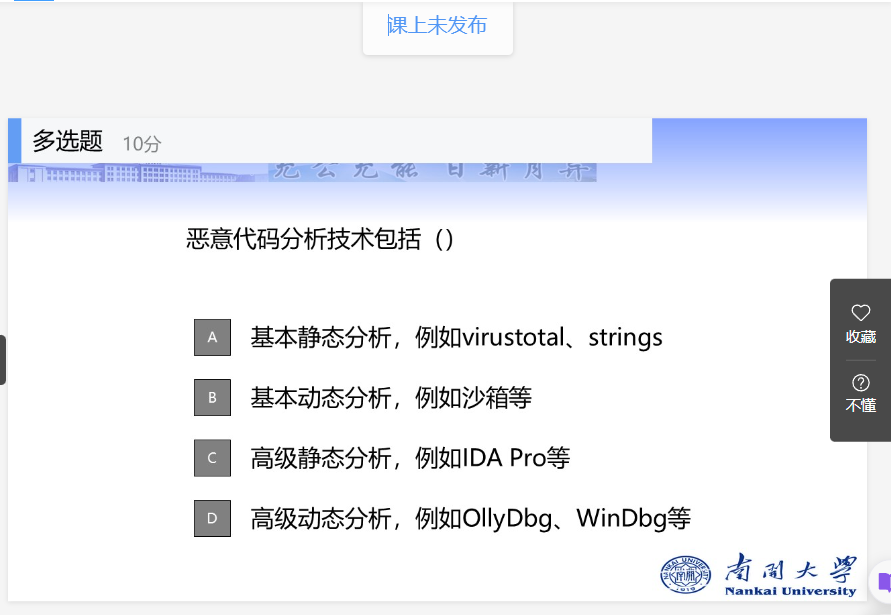 课上未发布
多选题 10分
允公允能 日新月异
恶意代码分析技术包括（）
A 基本静态分析，例如virustotal、strings
B 基本动态分析，例如沙箱等
C 高级静态分析，例如IDA Pro等
D 高级动态分析，例如OllyDbg、WinDbg等
收藏
不懂
南开大学
Nankai University